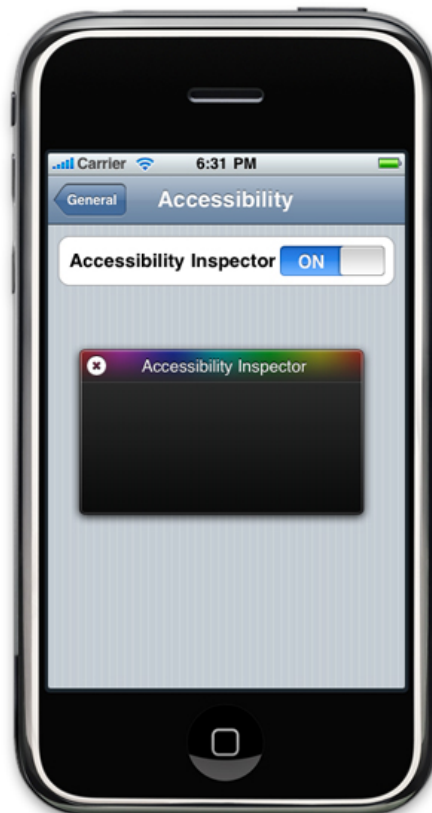 Carrier 6:31 PM
General Accessibility
Accessibility Inspector ON
Accessibility Inspector